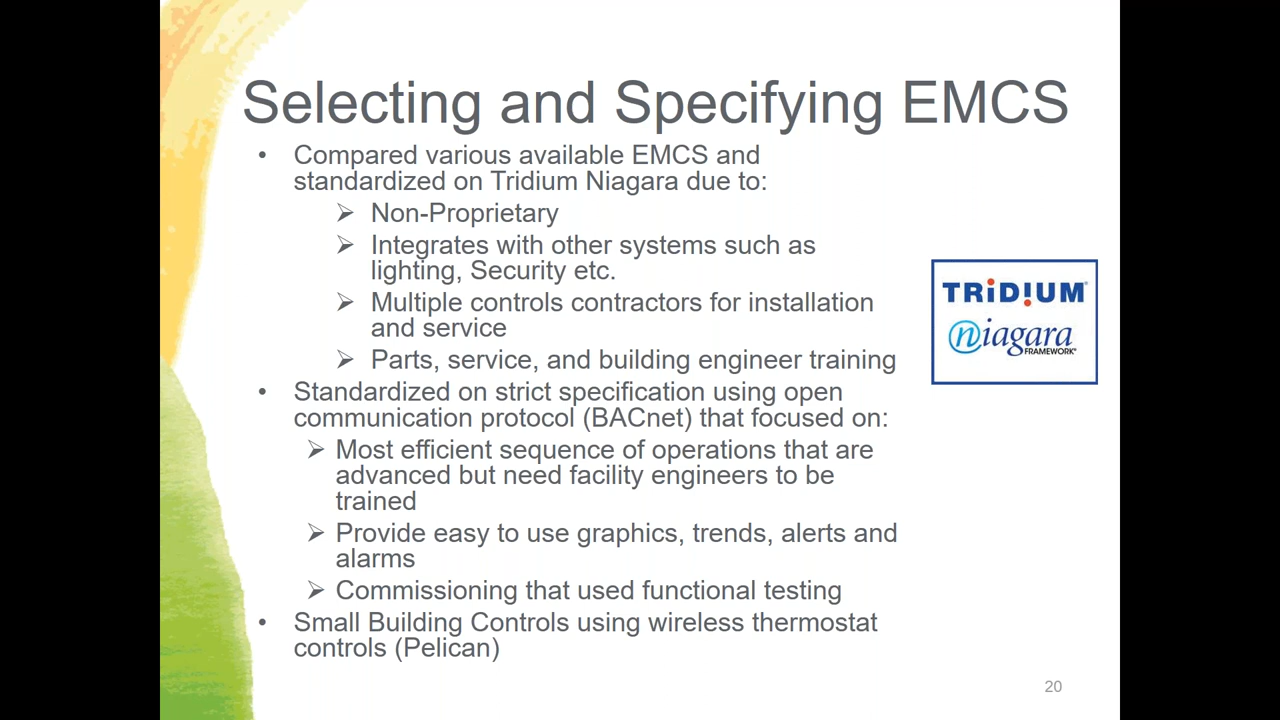 Selecting and Specifying EMCS
• Compared various available EMCS and
standardized on Tridium Niagara due to:
➢ Non-Proprietary
➢ Integrates with other systems such as
lighting, Security etc.
➢ Multiple controls contractors for installation
and service
➢ Parts, service, and building engineer training
• Standardized on strict specification using open
communication protocol (BACnet) that focused on:
➢ Most efficient sequence of operations that are
advanced but need facility engineers to be
trained
➢ Provide easy to use graphics, trends, alerts and
alarms
➢ Commissioning that used functional testing
• Small Building Controls using wireless thermostat
controls (Pelican)
TRIDIUM
niagara
FRAMEWORK
20